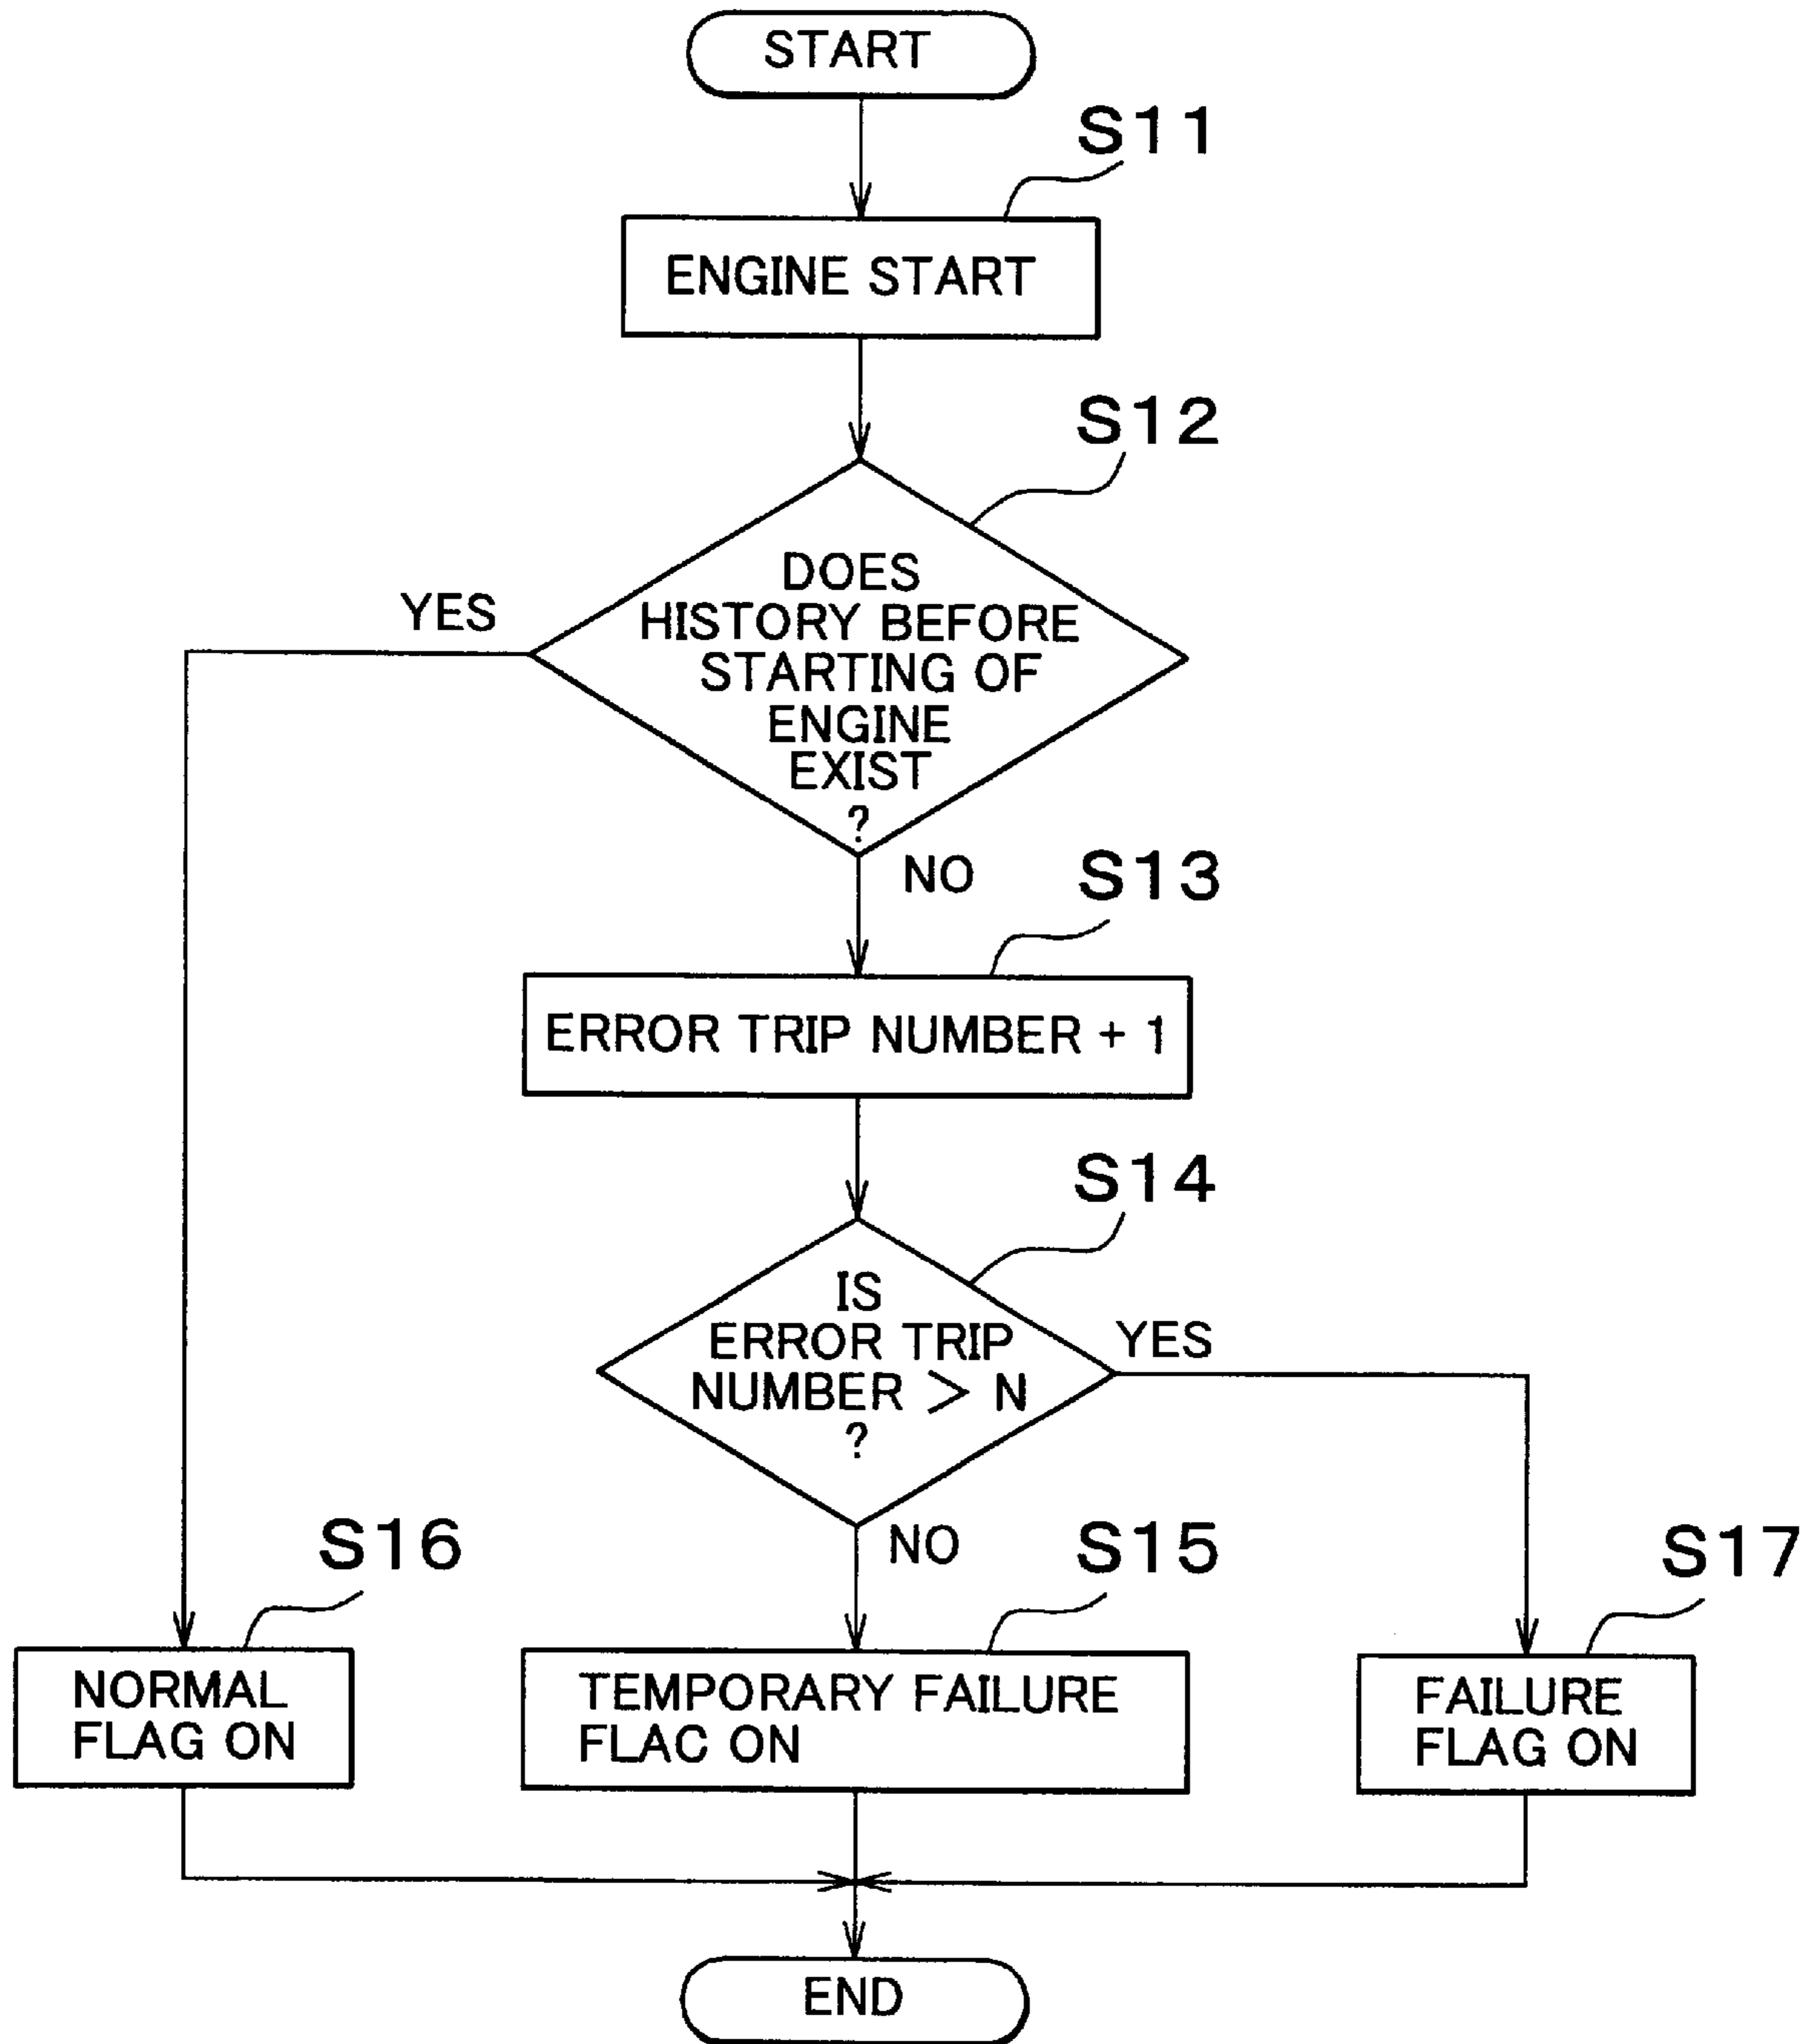 START
S11
ENGINE START
S12
DOES
HISTORY BEFORE
STARTING OF
ENGINE
EXIST
?
YES
NO
S13
ERROR TRIP NUMBER + 1
S14
IS
ERROR TRIP
NUMBER > N
?
YES
NO
S16
NORMAL
FLAG ON
S15
TEMPORARY FAILURE
FLAC ON
S17
FAILURE
FLAG ON
END